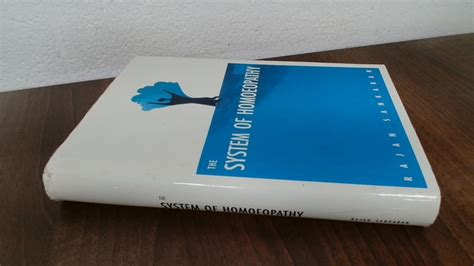 THE
SYSTEM OF HOMOEOPATHY
RAJAN SANKARAN
THE
SYSTEM OF HOMOEOPATHY
RAJAN SANKARAN